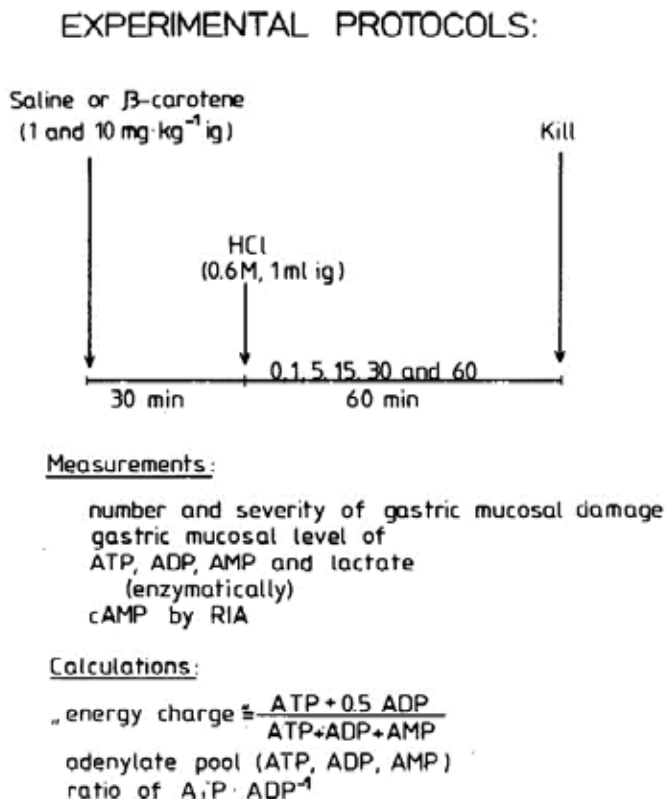 EXPERIMENTAL PROTOCOLS:
Saline or β-carotene
(1 and 10 mg·kg⁻¹ ig)
Kill
HCl
(0.6M, 1ml ig)
0,1,5,15,30 and 60
30 min
60 min
Measurements:
number and severity of gastric mucosal damage
gastric mucosal level of
ATP, ADP, AMP and lactate
(enzymatically)
cAMP by RIA
Calculations:
„energy charge“= ATP+0.5 ADP
ATP+ADP+AMP
adenylate pool (ATP, ADP, AMP)
ratio of ATP·ADP⁻¹